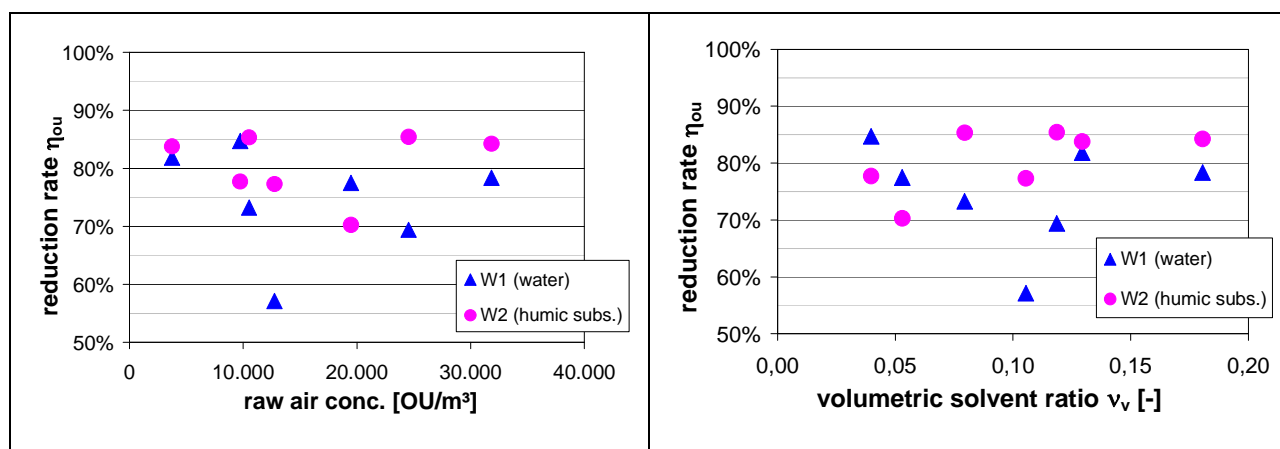 100%
90%
80%
70%
60%
50%
reduction rate ηou
W1 (water)
W2 (humic subs.)
0 10.000 20.000 30.000 40.000
raw air conc. [OU/m³]
100%
90%
80%
70%
60%
50%
reduction rate ηou
W1 (water)
W2 (humic subs.)
0,00 0,05 0,10 0,15 0,20
volumetric solvent ratio νv [-]